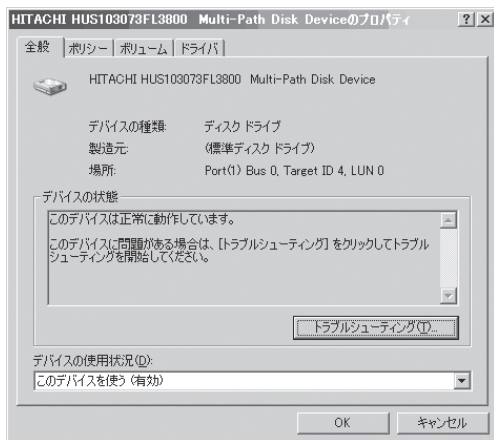 HITACHI HUS103073FL3800 Multi-Path Disk Deviceのプロパティ
全般 ポリシー ボリューム ドライバ
HITACHI HUS103073FL3800 Multi-Path Disk Device
デバイスの種類: ディスク ドライブ
製造元: (標準ディスク ドライブ)
場所: Port(1) Bus 0, Target ID 4, LUN 0
デバイスの状態
このデバイスは正常に動作しています。
このデバイスに問題がある場合は、[トラブルシューティング] をクリックしてトラブル
シューティングを開始してください。
トラブルシューティング(T)...
デバイスの使用状況(D):
このデバイスを使う (有効)
OK キャンセル